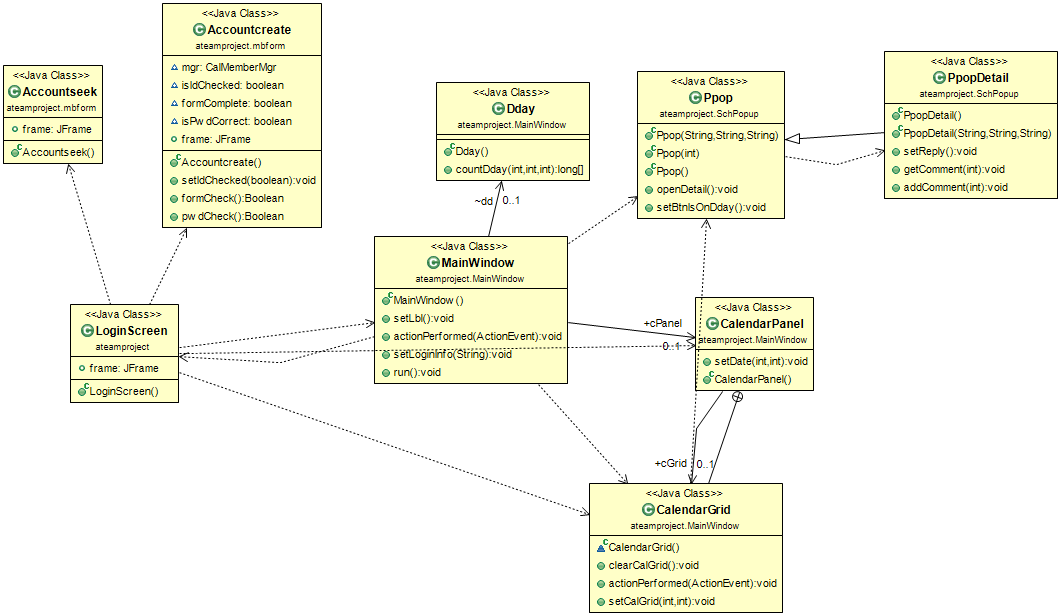 <<Java Class>>
Accountseek
ateamproject.mbform
frame: JFrame
Accountseek()
<<Java Class>>
Accountcreate
ateamproject.mbform
mgr: CalMemberMgr
isIdChecked: boolean
formComplete: boolean
isPwdCorrect: boolean
frame: JFrame
Accountcreate()
setIdChecked(boolean):void
formCheck():Boolean
pwdCheck():Boolean
<<Java Class>>
Dday
ateamproject.MainWindow
Dday()
countDday(int,int,int):long[]
<<Java Class>>
Ppop
ateamproject.SchPopup
Ppop(String,String,String)
Ppop(int)
Ppop()
openDetail():void
setBtnIsOnDday():void
<<Java Class>>
PpopDetail
ateamproject.SchPopup
PpopDetail()
PpopDetail(String,String,String)
setReply():void
getComment(int):void
addComment(int):void
~dd 0..1
<<Java Class>>
MainWindow
ateamproject.MainWindow
MainWindow()
setLbl():void
actionPerformed(ActionEvent):void
setLoginInfo(String):void
run():void
<<Java Class>>
LoginScreen
ateamproject
frame: JFrame
LoginScreen()
+cPanel
0..1
<<Java Class>>
CalendarPanel
ateamproject.MainWindow
setDate(int,int):void
CalendarPanel()
+cGrid 0..1
<<Java Class>>
CalendarGrid
ateamproject.MainWindow
CalendarGrid()
clearCalGrid():void
actionPerformed(ActionEvent):void
setCalGrid(int,int):void